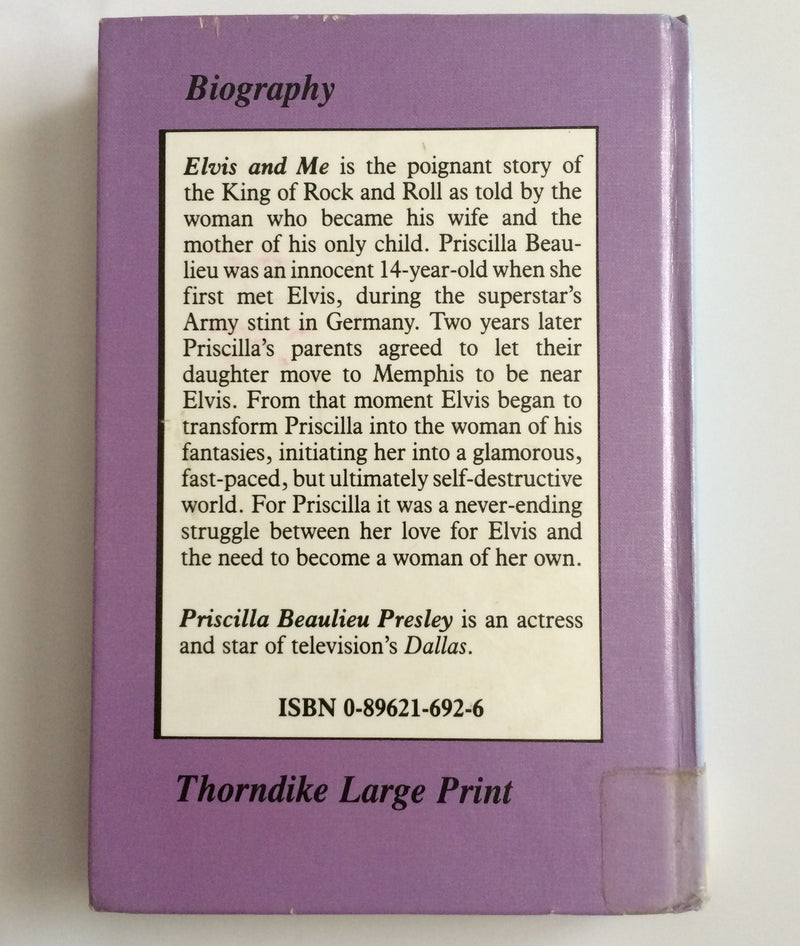 Biography
Elvis and Me is the poignant story of
the King of Rock and Roll as told by the
woman who became his wife and the
mother of his only child. Priscilla Beau-
lieu was an innocent 14-year-old when she
first met Elvis, during the superstar's
Army stint in Germany. Two years later
Priscilla's parents agreed to let their
daughter move to Memphis to be near
Elvis. From that moment Elvis began to
transform Priscilla into the woman of his
fantasies, initiating her into a glamorous,
fast-paced, but ultimately self-destructive
world. For Priscilla it was a never-ending
struggle between her love for Elvis and
the need to become a woman of her own.
Priscilla Beaulieu Presley is an actress
and star of television's Dallas.
ISBN 0-89621-692-6
Thorndike Large Print